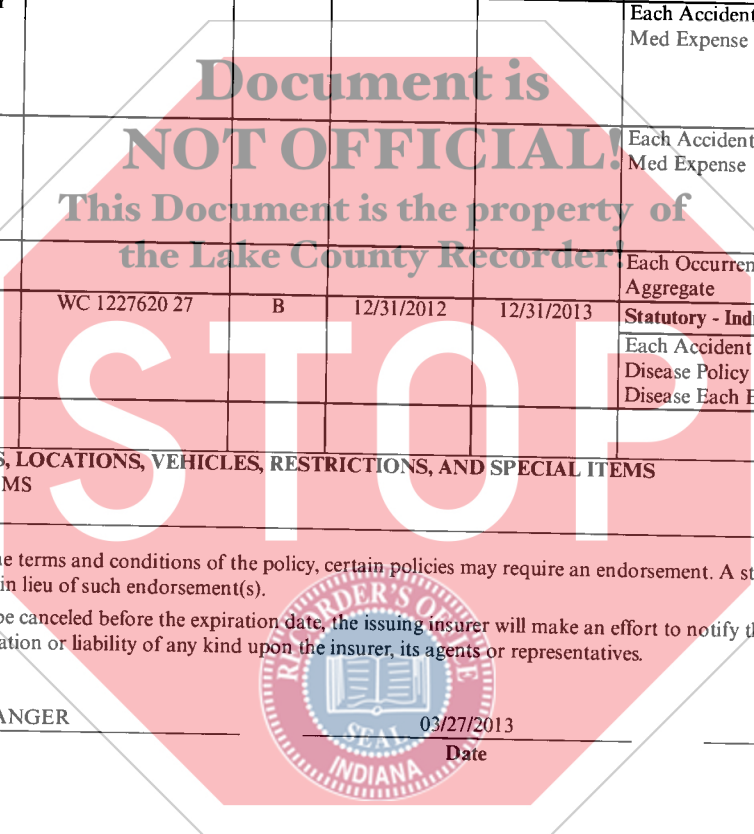 Each Accident
Med Expense
Document is
NOT OFFICIAL!
Each Accident
Med Expense
This Document is the property of
the Lake County Recorder!
Each Occurren
Aggregate
WC 1227620 27 B 12/31/2012 12/31/2013 Statutory - Ind
Each Accident
Disease Policy
Disease Each E
STOP
S, LOCATIONS, VEHICLES, RESTRICTIONS, AND SPECIAL ITEMS
MS
e terms and conditions of the policy, certain policies may require an endorsement. A st
in lieu of such endorsement(s).
be canceled before the expiration date, the issuing insurer will make an effort to notify th
ation or liability of any kind upon the insurer, its agents or representatives.
RECORDER'S OFFICE
SEAL
INDIANA
ANGER 03/27/2013
Date